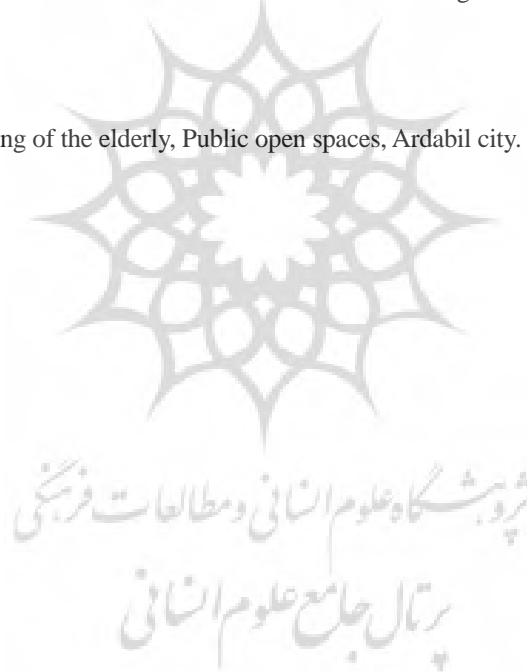 ng of the elderly, Public open spaces, Ardabil city.
پژوهشگاه علوم انسانی و مطالعات فرهنگی
پرتال جامع علوم انسانی